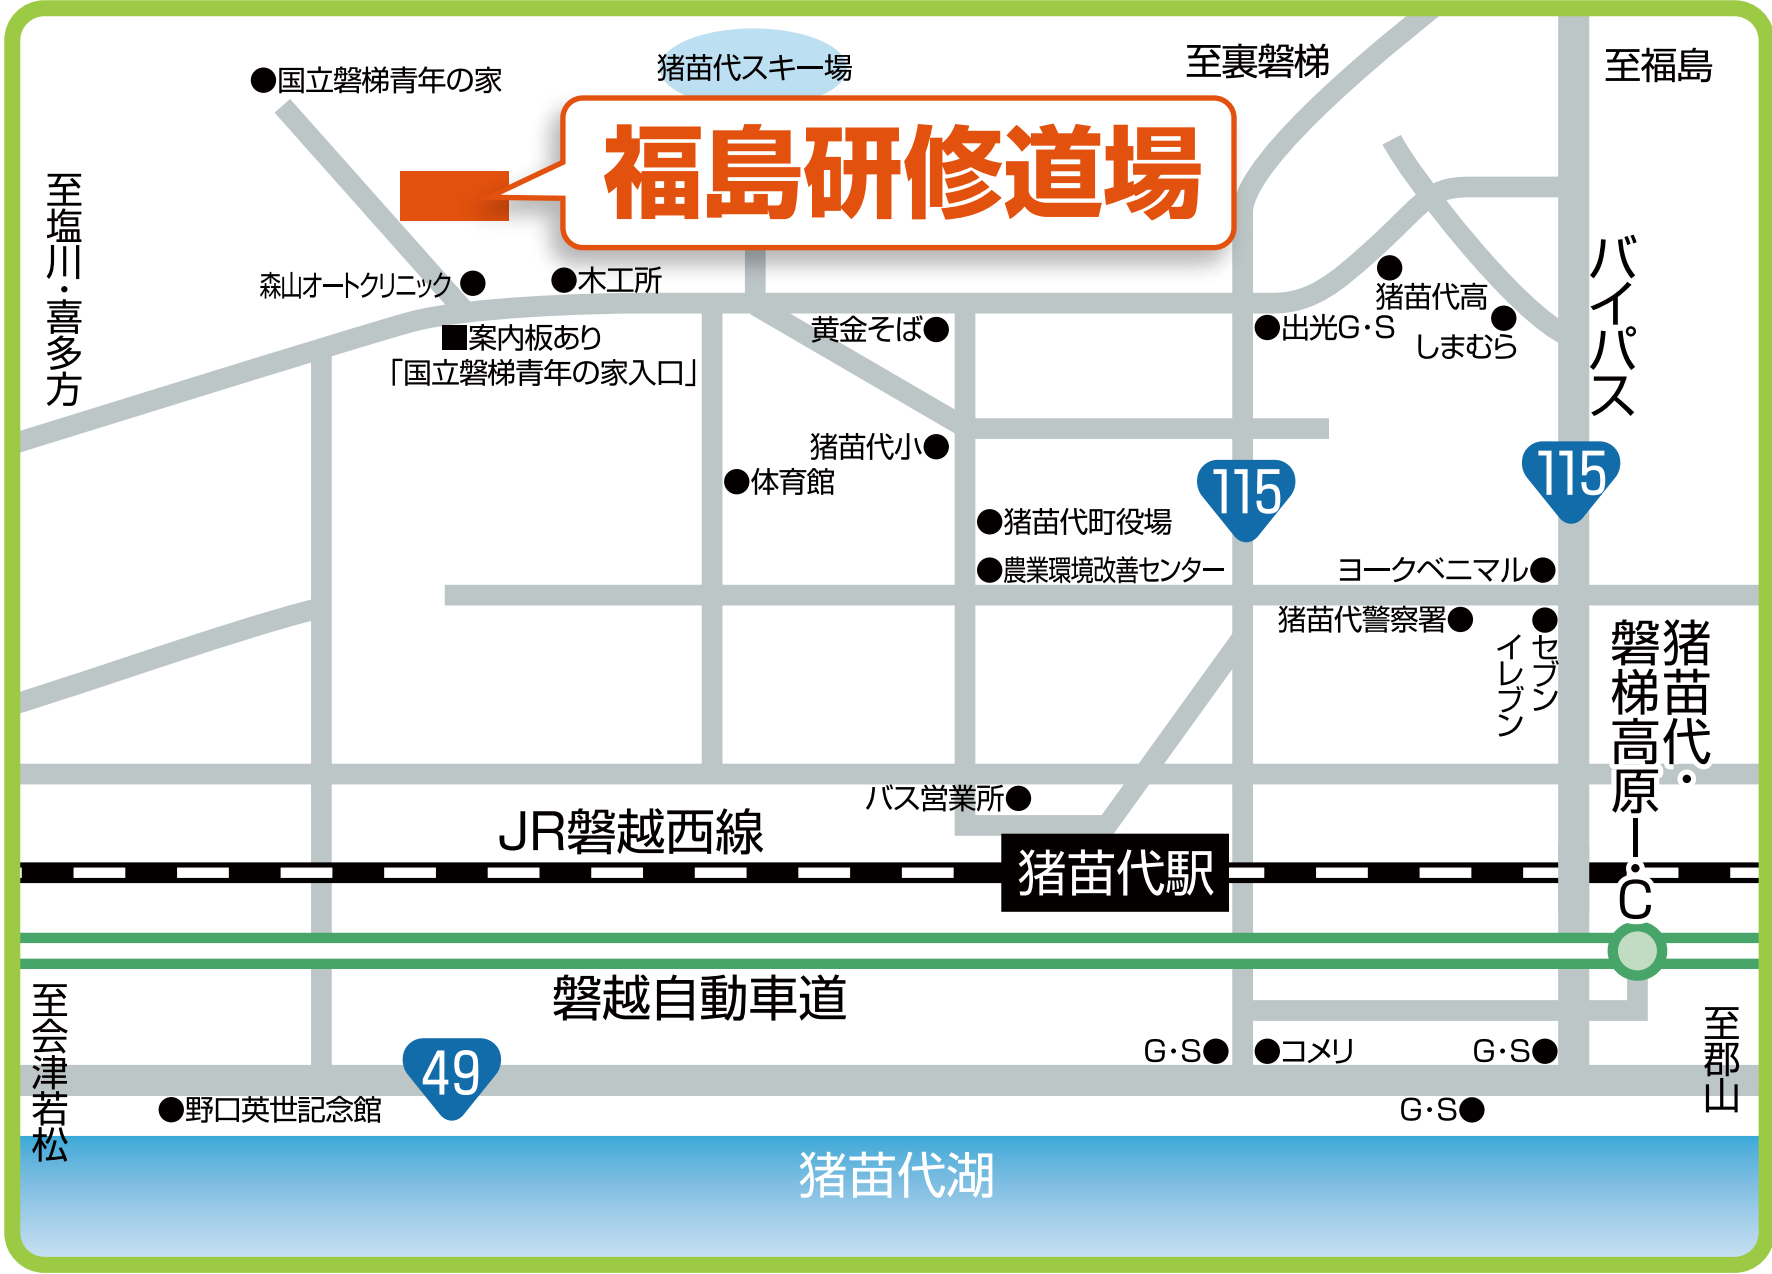 猪苗代スキー場
至裏磐梯
至福島
●国立磐梯青年の家
福島研修道場
至塩川・喜多方
森山オートクリニック●
●木工所
■案内板あり
「国立磐梯青年の家入口」
黄金そば●
●出光G・S
猪苗代高
しまむら
バイパス
猪苗代小●
●体育館
115
115
●猪苗代町役場
●農業環境改善センター
ヨークベニマル●
猪苗代警察署●
セブン
イレブン
猪苗代・
磐梯高原I・C
バス営業所●
JR磐越西線
猪苗代駅
磐越自動車道
至会津若松
49
G・S●
●コメリ
G・S●
至郡山
●野口英世記念館
G・S●
猪苗代湖